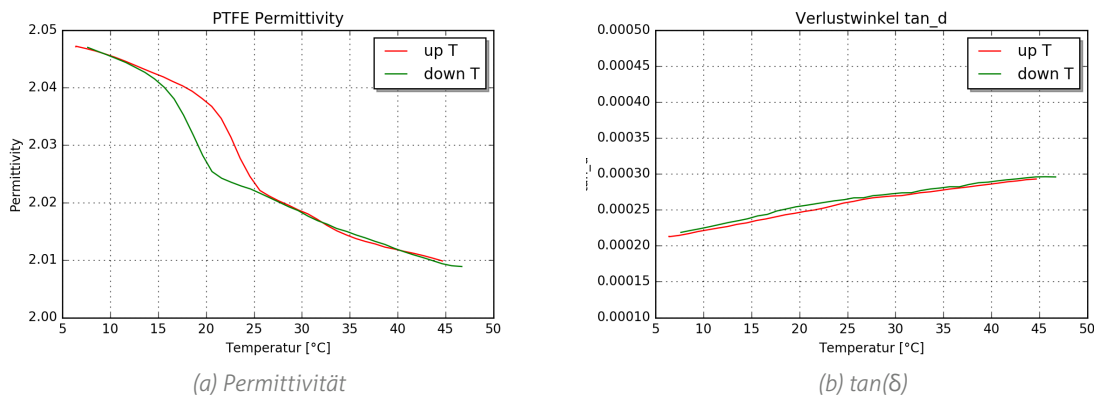 PTFE Permittivity
2.05
2.04
2.03
2.02
2.01
2.00
Permittivity
up T
down T
5 10 15 20 25 30 35 40 45 50
Temperatur [°C]
(a) Permittivität
Verlustwinkel tan_d
0.00050
0.00045
0.00040
0.00035
0.00030
0.00025
0.00020
0.00015
0.00010
up T
down T
5 10 15 20 25 30 35 40 45 50
Temperatur [°C]
(b) tan(δ)